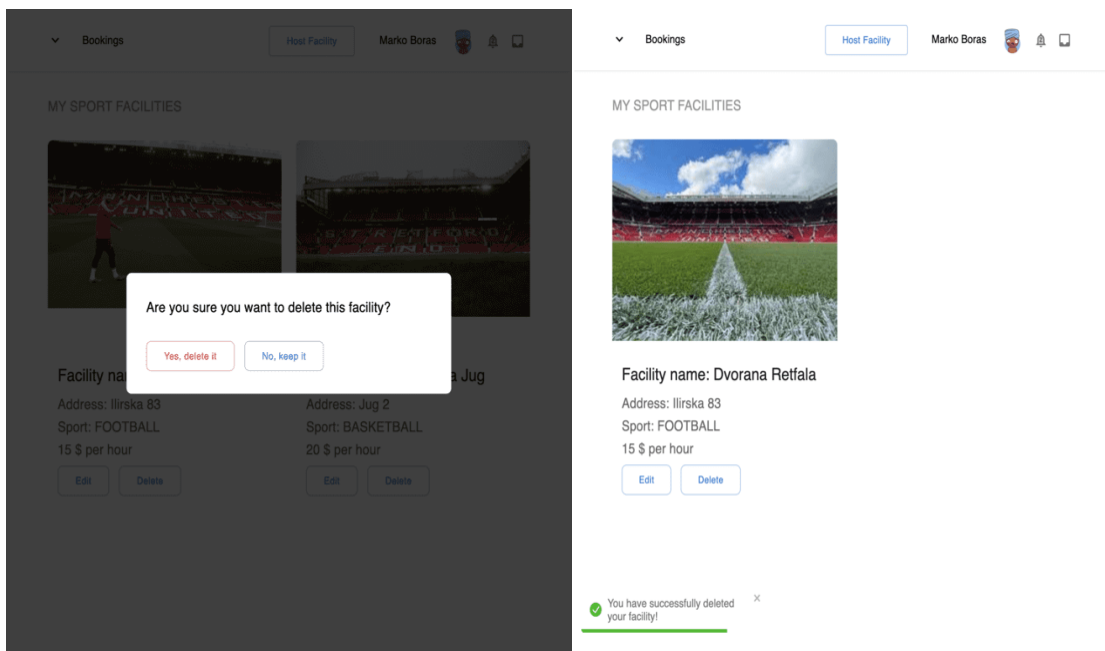 Bookings
Host Facility
Marko Boras
MY SPORT FACILITIES
UNITED
STRETFORD
END
Are you sure you want to delete this facility?
Yes, delete it
No, keep it
Facility na
a Jug
Address: Ilirska 83
Address: Jug 2
Sport: FOOTBALL
Sport: BASKETBALL
15 $ per hour
20 $ per hour
Edit
Delete
Edit
Delete
Bookings
Host Facility
Marko Boras
MY SPORT FACILITIES
Facility name: Dvorana Retfala
Address: Ilirska 83
Sport: FOOTBALL
15 $ per hour
Edit
Delete
You have successfully deleted
your facility!